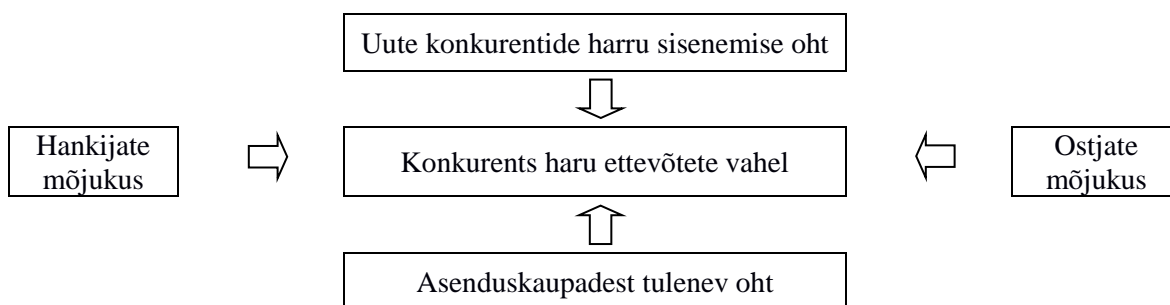 Uute konkurentide harru sisenemise oht
Hankijate
mõjukus
Konkurents haru ettevõtete vahel
Ostjate
mõjukus
Asenduskaupadest tulenev oht